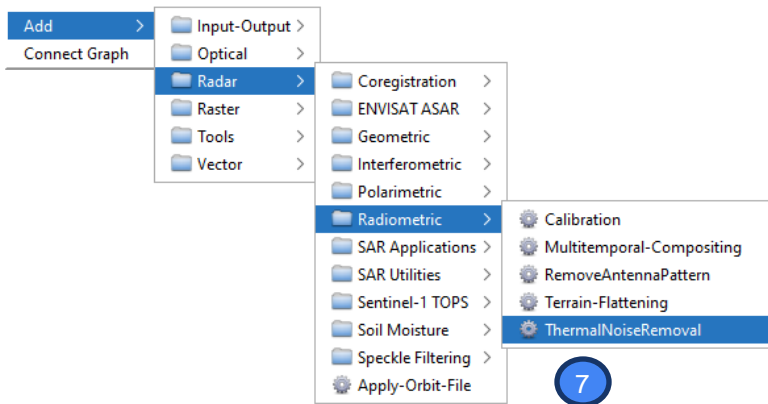 Add
Connect Graph
Input-Output
Optical
Radar
Raster
Tools
Vector
Coregistration
ENVISAT ASAR
Geometric
Interferometric
Polarimetric
Radiometric
SAR Applications
SAR Utilities
Sentinel-1 TOPS
Soil Moisture
Speckle Filtering
Apply-Orbit-File
Calibration
Multitemporal-Compositing
RemoveAntennaPattern
Terrain-Flattening
ThermalNoiseRemoval
7